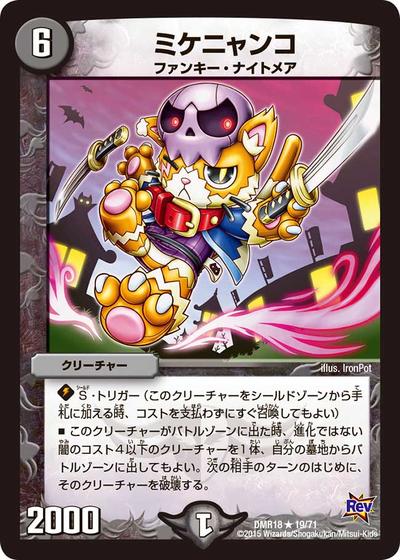 6
ミケニャンコ
ファンキー・ナイトメア
B
クリーチャー
illus. IronPot
S・トリガー(このクリーチャーをシールドゾーンから手
札に加える時、コストを支払わずにすぐ召喚してもよい)
■ このクリーチャーがバトルゾーンに出た時、進化ではない
闇のコスト4以下のクリーチャーを1体、自分の墓地からバ
トルゾーンに出してもよい。次の相手のターンのはじめに、
そのクリーチャーを破壊する。
2000
1
DMR18 ★ 19/71
©2015 Wizards/Shogakukan/Mitsui-Kids
Rev